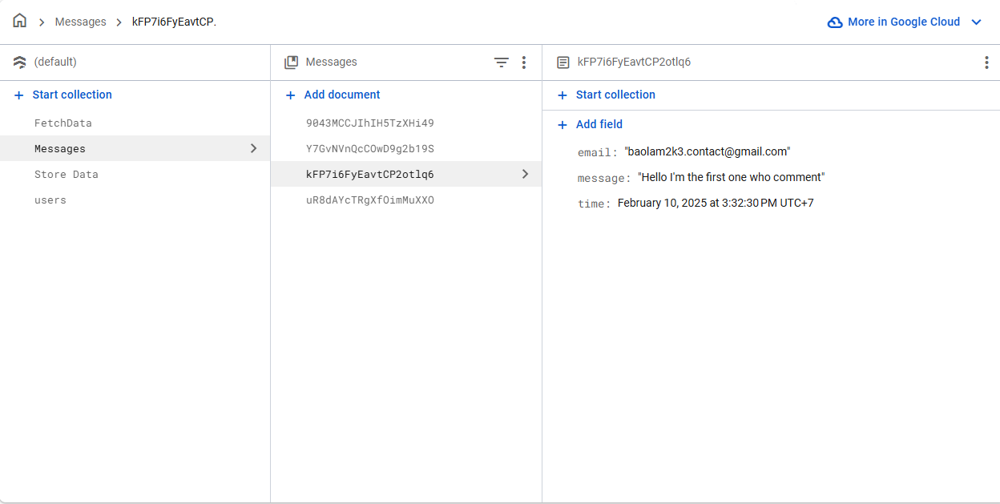 Messages kFP7i6FyEavtCP. More in Google Cloud
(default)
Start collection
FetchData
Messages
Store Data
users
Messages
Add document
9043MCCJIhIH5TzXHi49
Y7GvNVnQcCOwD9g2b19S
kFP7i6FyEavtCP2otlq6
uR8dAYcTRgXfOimMuXXO
kFP7i6FyEavtCP2otlq6
Start collection
Add field
email: "baolam2k3.contact@gmail.com"
message: "Hello I'm the first one who comment"
time: February 10, 2025 at 3:32:30 PM UTC+7